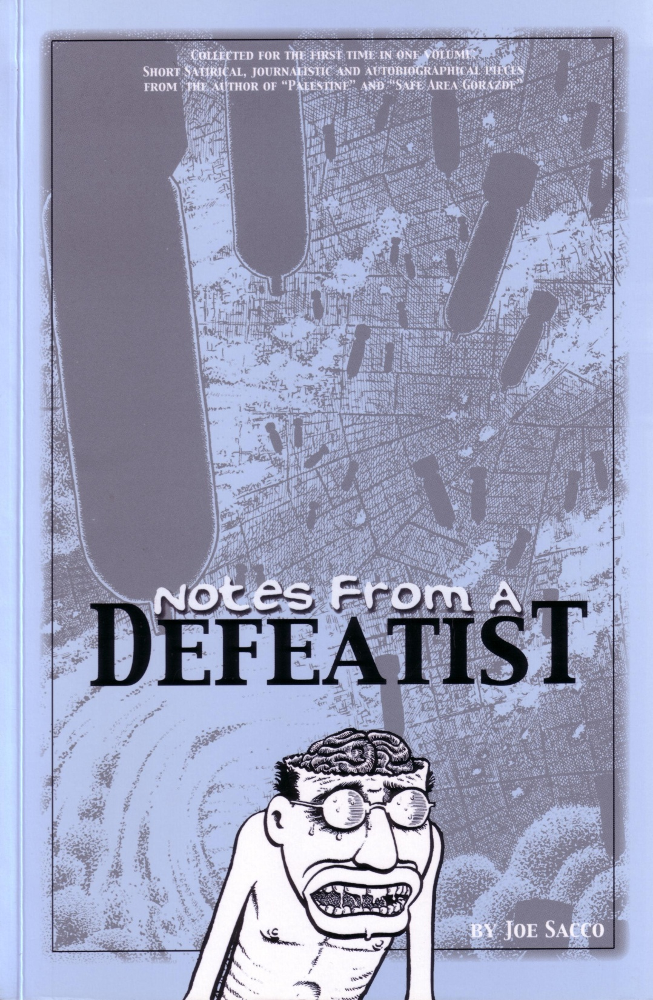 Collected for the first time in one volume,
Short Satirical, journalistic and autobiographical pieces
from the author of “Palestine” and “Safe Area Gorazde”
Notes From A
Defeatist
by Joe Sacco